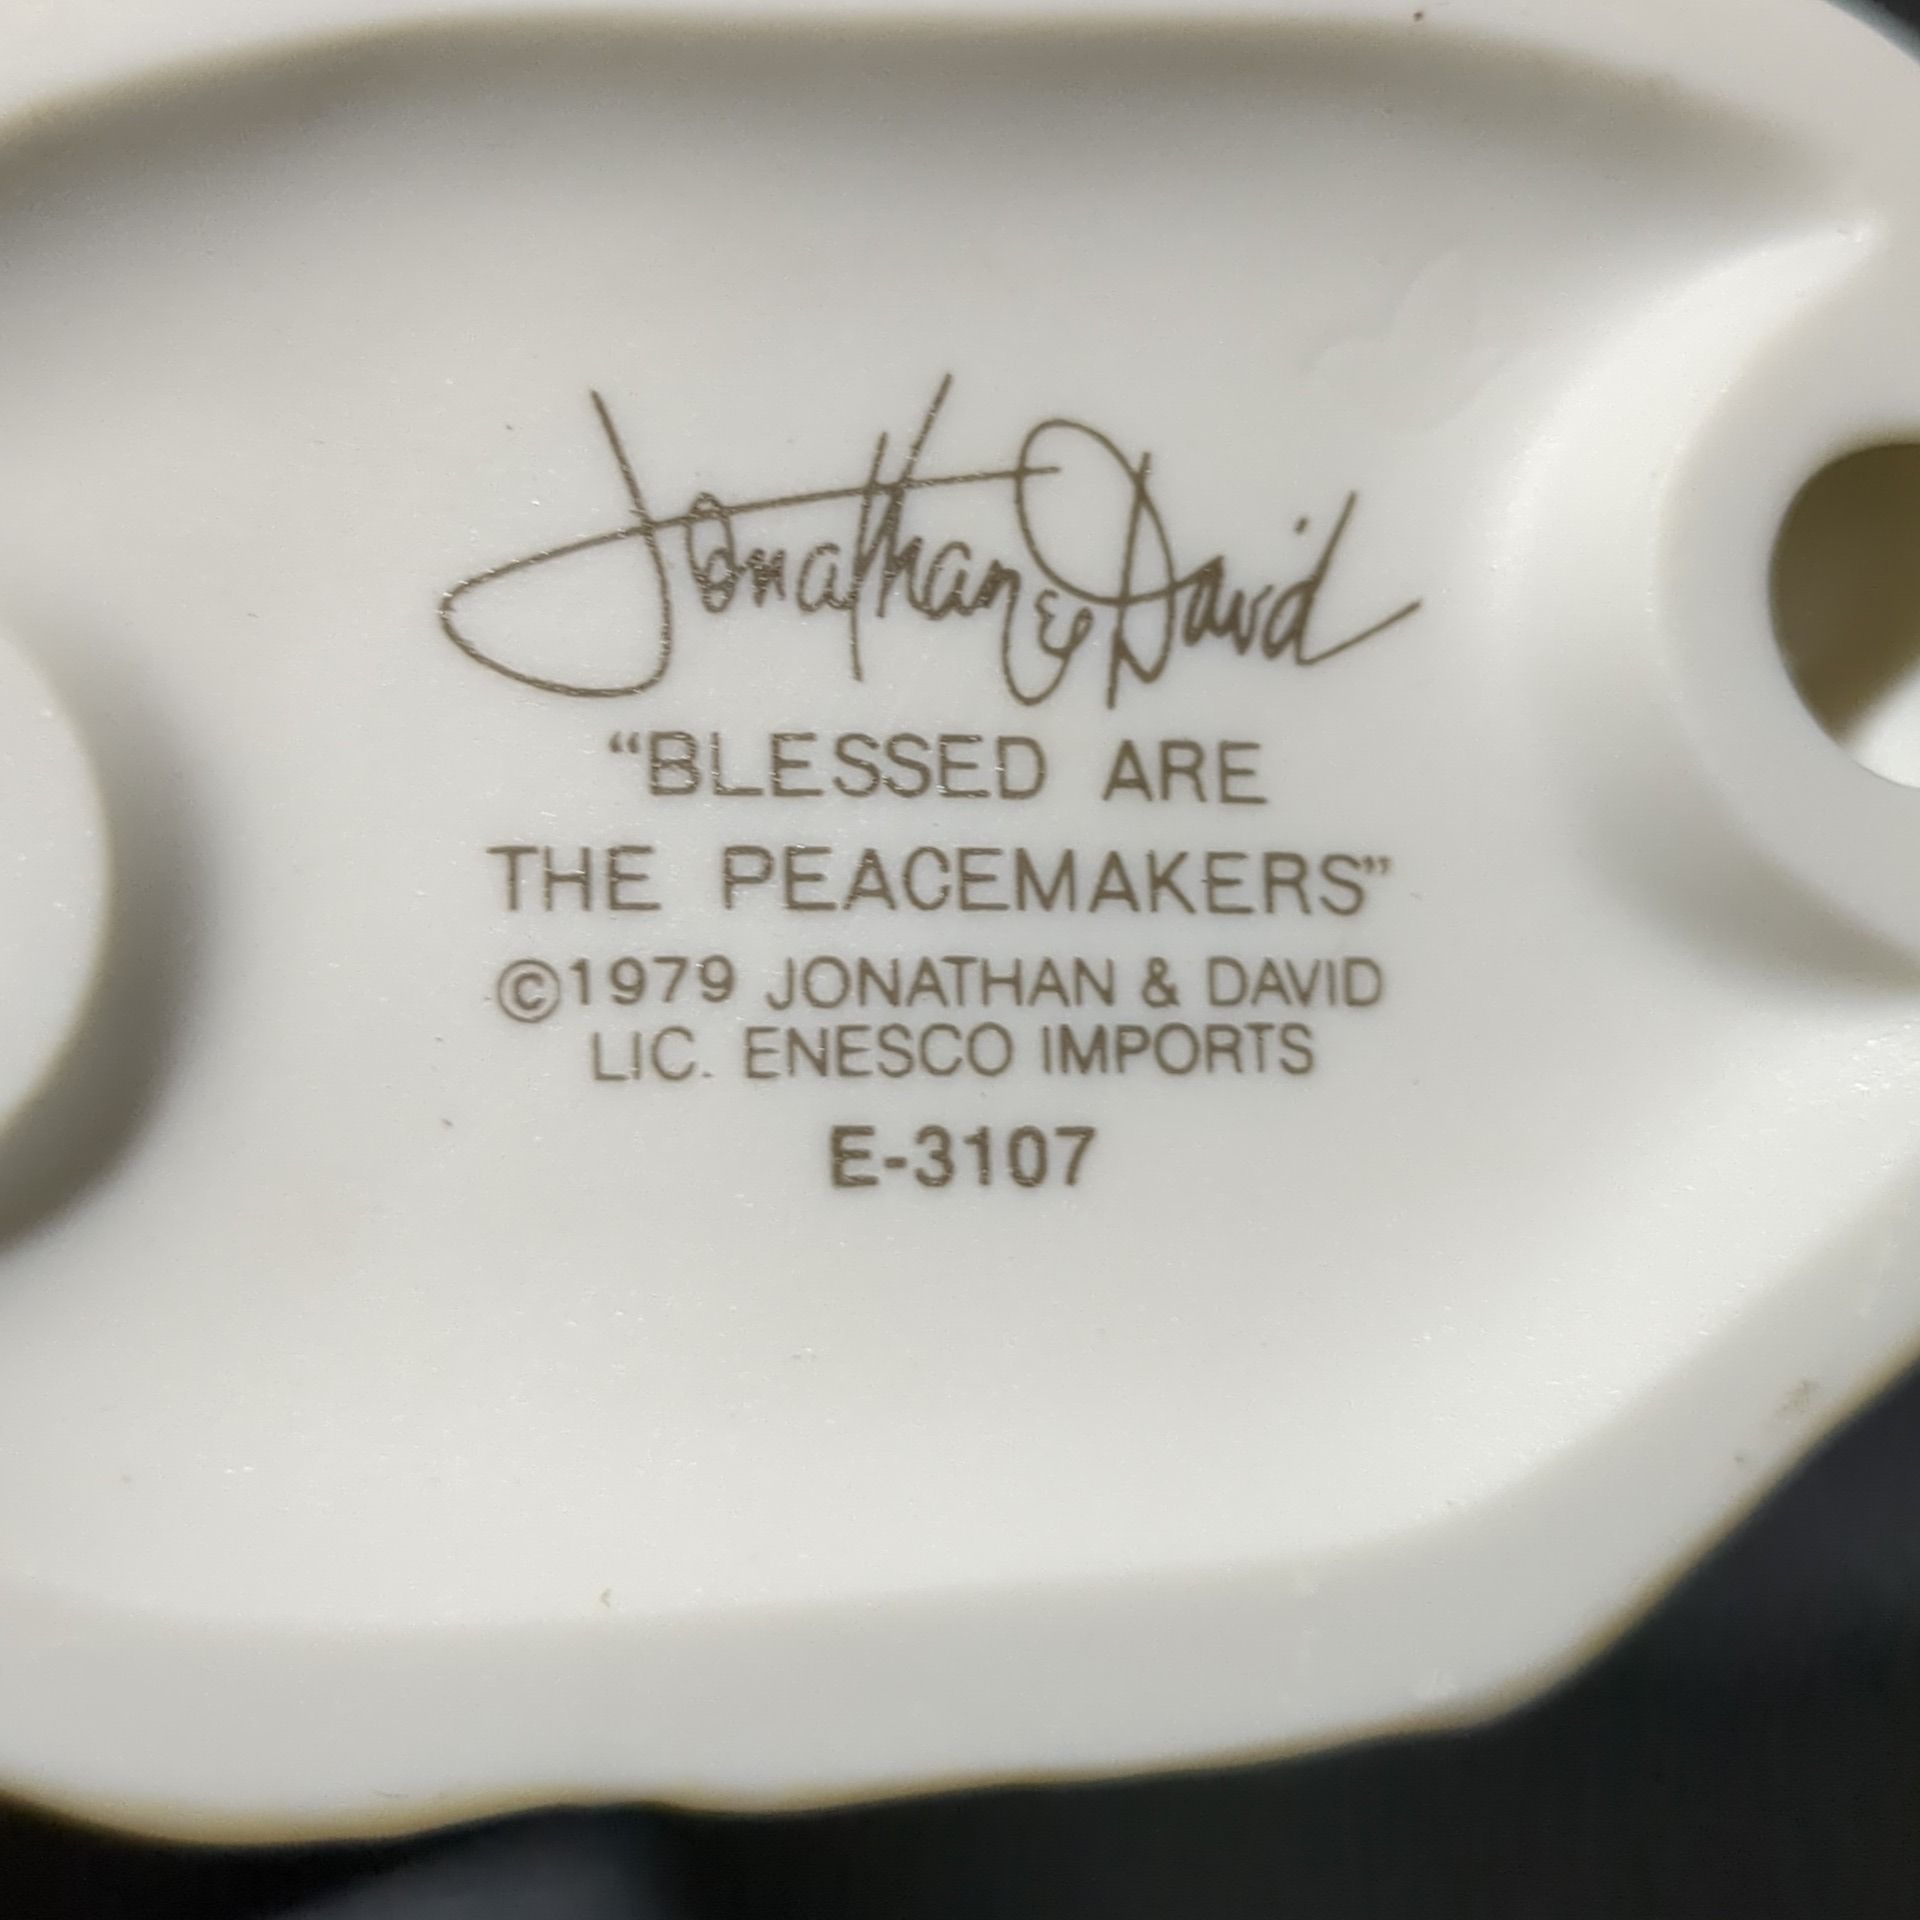 Jonathan & David
“BLESSED ARE
THE PEACEMAKERS”
©1979 JONATHAN & DAVID
LIC. ENESCO IMPORTS
E-3107